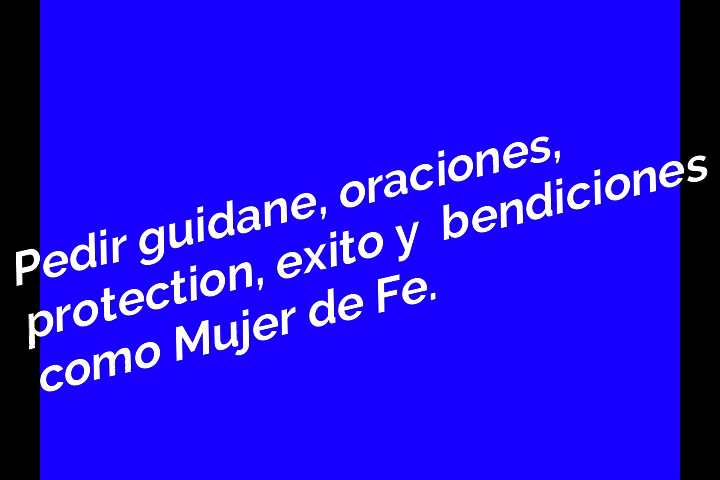 Pedir guidane, oraciones,
protection, exito y  bendiciones
como Mujer de Fe.